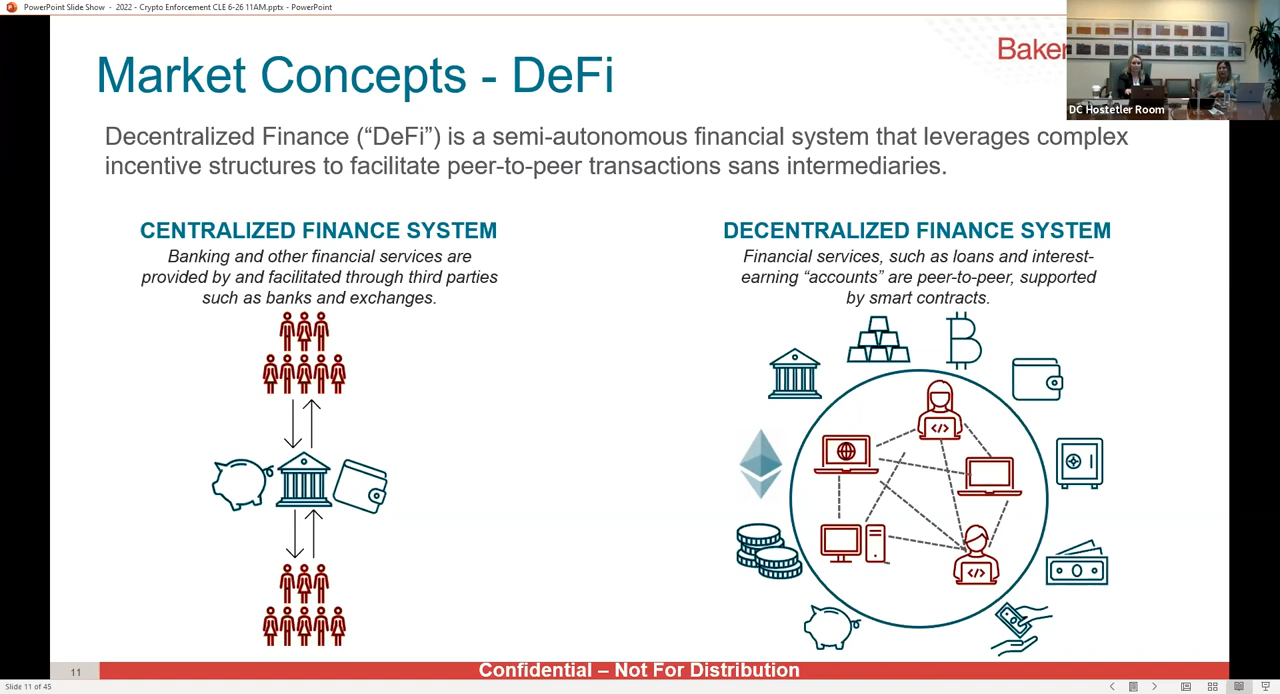 PowerPoint Slide Show - 2022 - Crypto Enforcement CLE 6-26 11AM.pptx - PowerPoint
Market Concepts - DeFi
Baker
DC Hostetler Room
Decentralized Finance (“DeFi”) is a semi-autonomous financial system that leverages complex
incentive structures to facilitate peer-to-peer transactions sans intermediaries.
CENTRALIZED FINANCE SYSTEM
Banking and other financial services are
provided by and facilitated through third parties
such as banks and exchanges.
DECENTRALIZED FINANCE SYSTEM
Financial services, such as loans and interest-
earning “accounts” are peer-to-peer, supported
by smart contracts.
</>
</>
11
Confidential – Not For Distribution
Slide 11 of 45